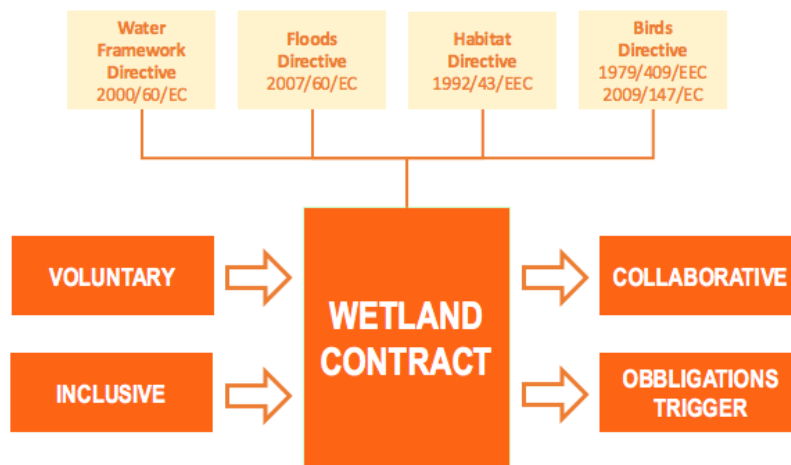 Water
Framework
Directive
2000/60/EC
Floods
Directive
2007/60/EC
Habitat
Directive
1992/43/EEC
Birds
Directive
1979/409/EEC
2009/147/EC
VOLUNTARY
INCLUSIVE
WETLAND
CONTRACT
COLLABORATIVE
OBBLIGATIONS
TRIGGER